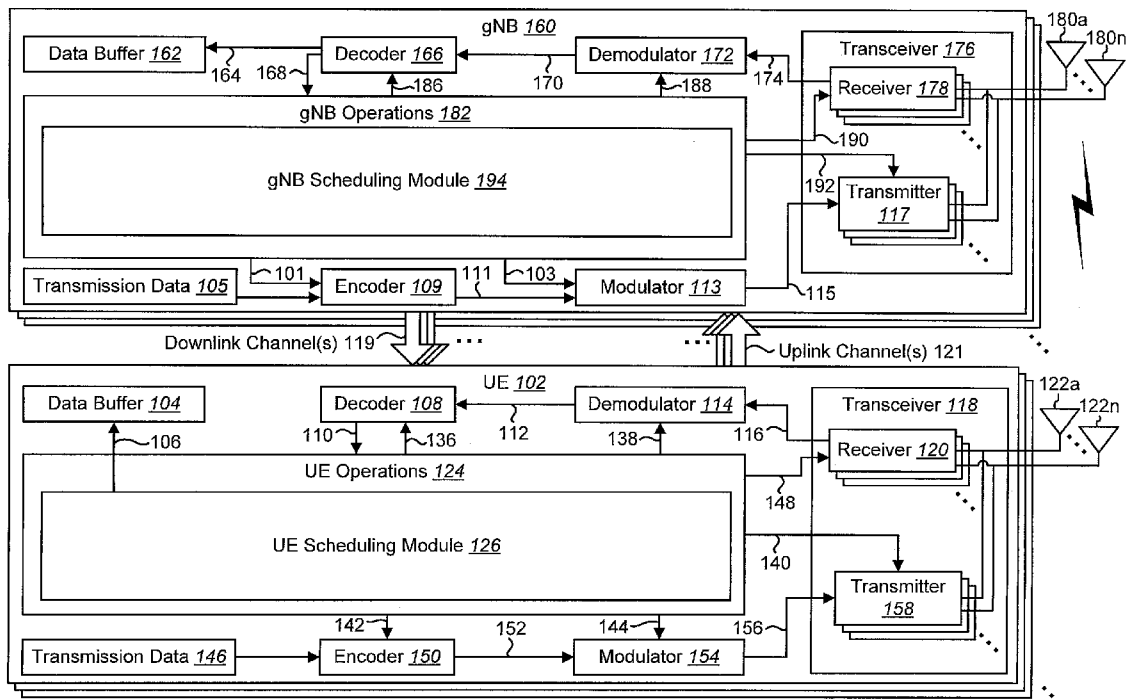 gNB 160
180a
180n
Data Buffer 162
164
Decoder 166
170
Demodulator 172
174
Transceiver 176
168
186
188
Receiver 178
gNB Operations 182
190
192
gNB Scheduling Module 194
Transmitter
117
101
103
Transmission Data 105
Encoder 109
111
Modulator 113
115
Downlink Channel(s) 119
Uplink Channel(s) 121
UE 102
122a
122n
Data Buffer 104
Decoder 108
112
Demodulator 114
116
Transceiver 118
106
110
136
138
Receiver 120
UE Operations 124
148
UE Scheduling Module 126
140
Transmitter
158
142
144
156
Transmission Data 146
Encoder 150
152
Modulator 154